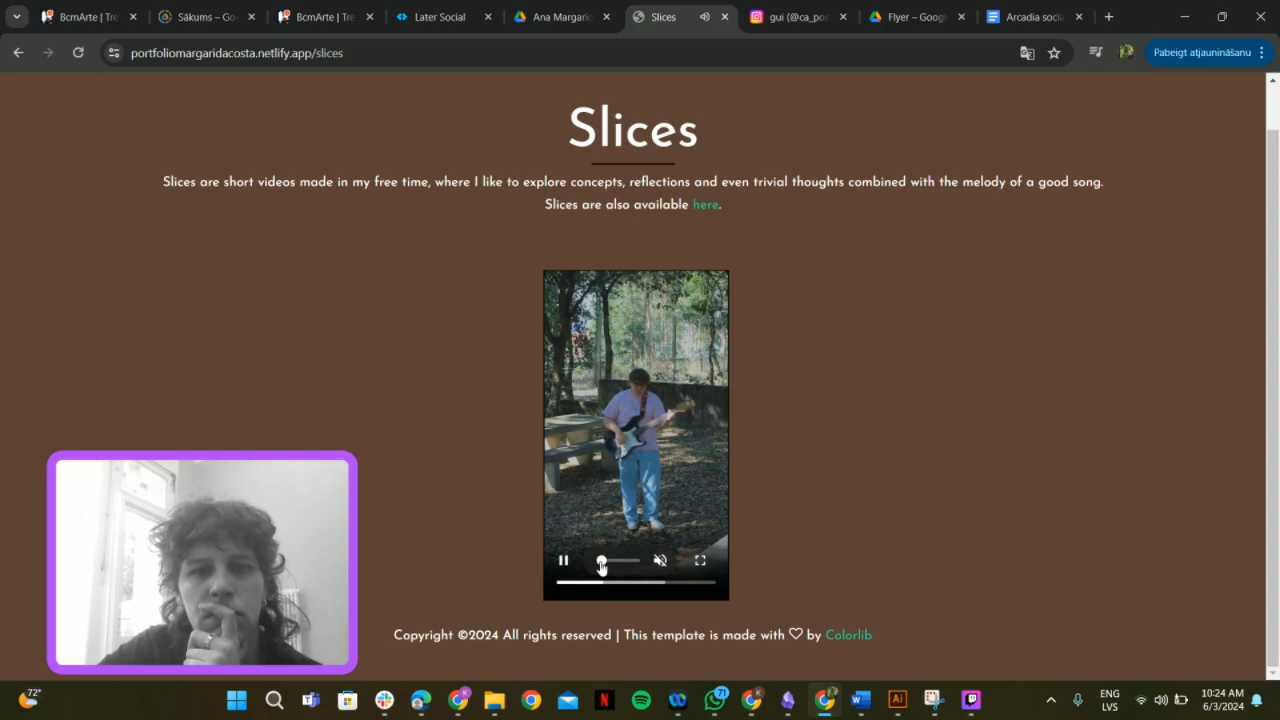 BcmArte | Tre
Sākums – Go
BcmArte | Tre
Later Social
Ana Margario
Slices
gui (@ca_pos
Flyer – Googl
Arcadia socia
portfoliomargaridacosta.netlify.app/slices
Pabeigt atjaunināšanu
Slices
Slices are short videos made in my free time, where I like to explore concepts, reflections and even trivial thoughts combined with the melody of a good song.
Slices are also available here.
Copyright ©2024 All rights reserved | This template is made with ♡ by Colorlib
72°
71
ENG
LVS
10:24 AM
6/3/2024